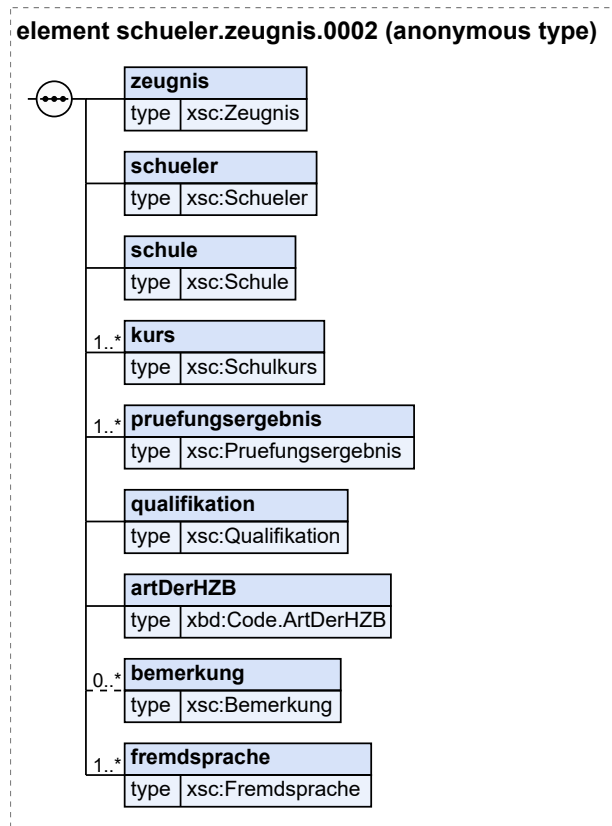 element schueler.zeugnis.0002 (anonymous type)
zeugnis
type xsc:Zeugnis
schueler
type xsc:Schueler
schule
type xsc:Schule
1..* kurs
type xsc:Schulkurs
1..* pruefungsergebnis
type xsc:Pruefungsergebnis
qualifikation
type xsc:Qualifikation
artDerHZB
type xbd:Code.ArtDerHZB
0..* bemerkung
type xsc:Bemerkung
1..* fremdsprache
type xsc:Fremdsprache